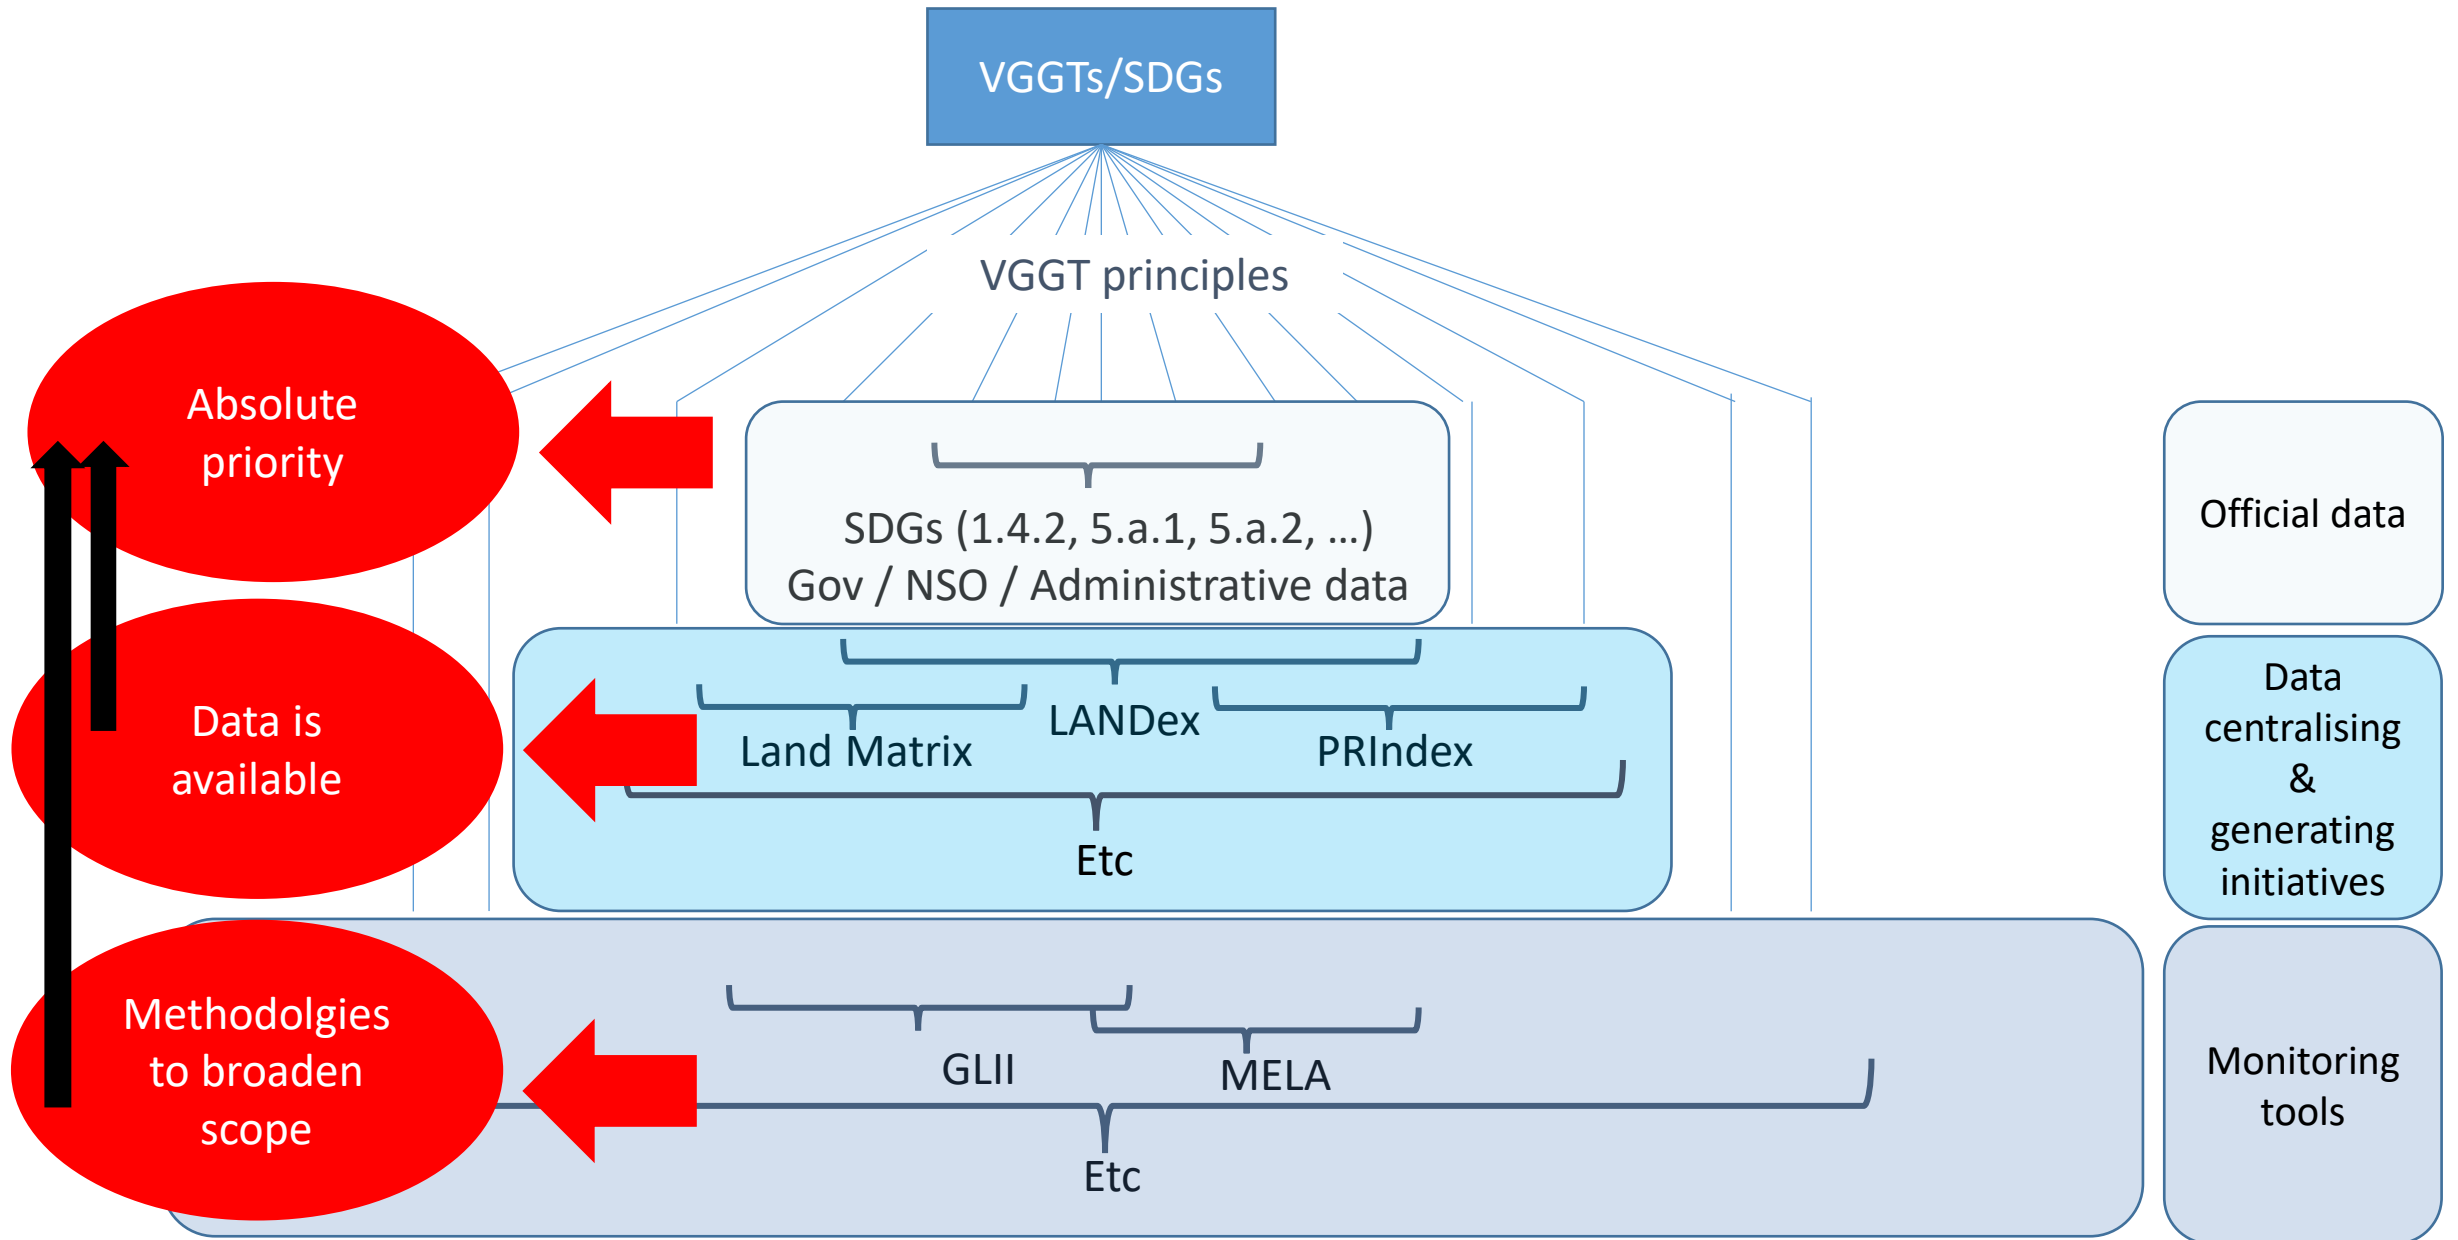 VGGTs/SDGs
VGGT principles
Absolute
priority
SDGs (1.4.2, 5.a.1, 5.a.2, ...)
Gov / NSO / Administrative data
Official data
Data is
available
LANDex
Land Matrix
PRIndex
Etc
Data
centralising
&
generating
initiatives
Methodolgies
to broaden
scope
GLII
MELA
Etc
Monitoring
tools